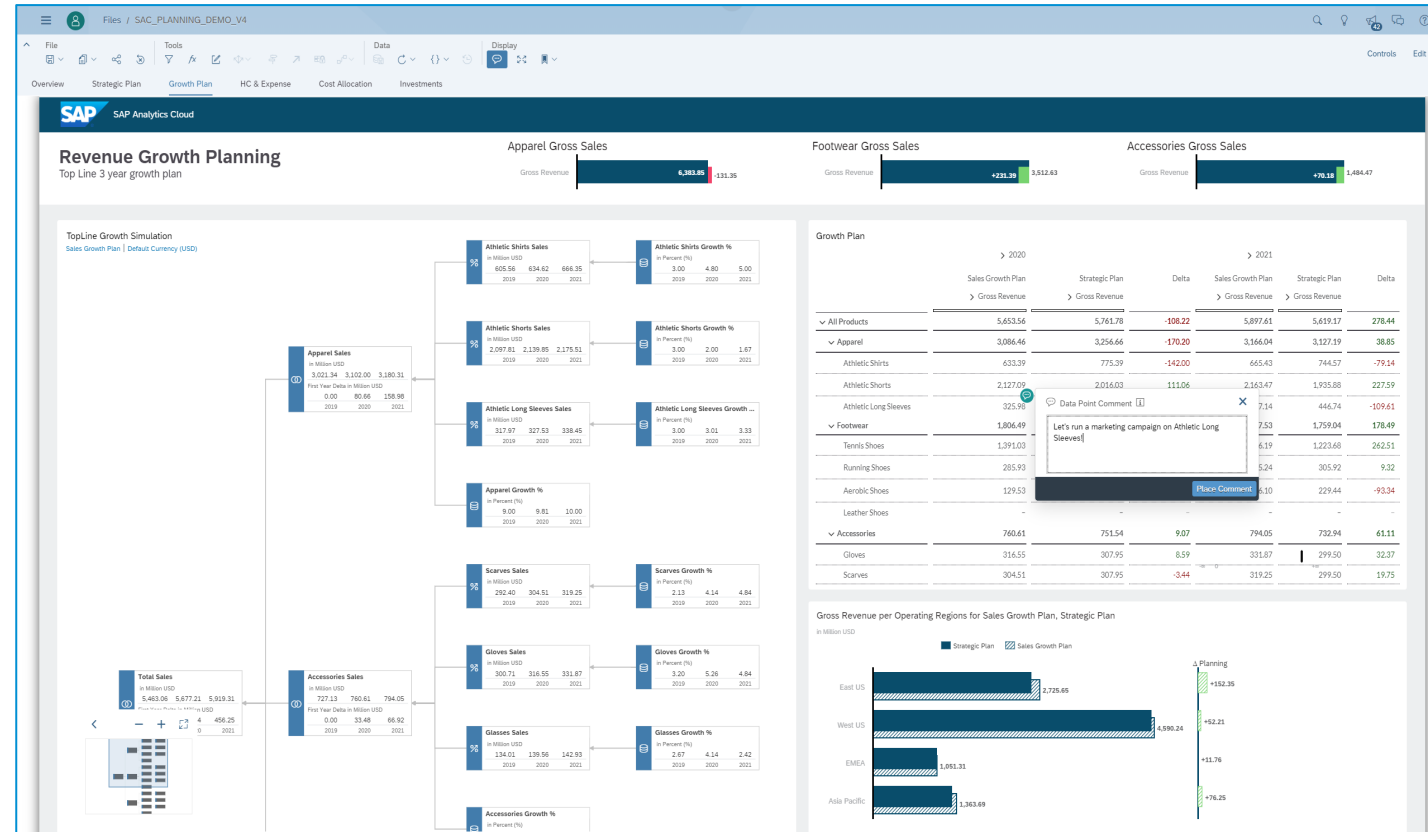 Files / SAC_PLANNING_DEMO_V4
42
File Tools Data Display
Controls Edit
Overview Strategic Plan Growth Plan HC & Expense Cost Allocation Investments
SAP SAP Analytics Cloud
Revenue Growth Planning
Top Line 3 year growth plan
Apparel Gross Sales
Gross Revenue 6,383.85 -131.35
Footwear Gross Sales
Gross Revenue +231.39 3,512.63
Accessories Gross Sales
Gross Revenue +70.18 1,484.47
TopLine Growth Simulation
Sales Growth Plan | Default Currency (USD)
Athletic Shirts Sales
in Million USD
605.56 634.62 666.35
2019 2020 2021
Athletic Shirts Growth %
in Percent (%)
3.00 4.80 5.00
2019 2020 2021
Athletic Shorts Sales
in Million USD
2,097.81 2,139.85 2,175.51
2019 2020 2021
Athletic Shorts Growth %
in Percent (%)
3.00 2.00 1.67
2019 2020 2021
Apparel Sales
in Million USD
3,021.34 3,102.00 3,180.31
First Year Delta in Million USD
0.00 80.66 158.98
2019 2020 2021
Athletic Long Sleeves Sales
in Million USD
317.97 327.53 338.45
2019 2020 2021
Athletic Long Sleeves Growth ...
in Percent (%)
3.00 3.01 3.33
2019 2020 2021
Apparel Growth %
in Percent (%)
9.00 9.81 10.00
2019 2020 2021
Scarves Sales
in Million USD
292.40 304.51 319.25
2019 2020 2021
Scarves Growth %
in Percent (%)
2.13 4.14 4.84
2019 2020 2021
Gloves Sales
in Million USD
300.71 316.55 331.87
2019 2020 2021
Gloves Growth %
in Percent (%)
3.20 5.26 4.84
2019 2020 2021
Total Sales
in Million USD
5,463.06 5,677.21 5,919.31
4 456.25
0 2021
Accessories Sales
in Million USD
727.13 760.61 794.05
First Year Delta in Million USD
0.00 33.48 66.92
2019 2020 2021
Glasses Sales
in Million USD
134.01 139.56 142.93
2019 2020 2021
Glasses Growth %
in Percent (%)
2.67 4.14 2.42
2019 2020 2021
Accessories Growth %
in Percent (%)
Growth Plan
2020 2021
Sales Growth Plan Strategic Plan Delta Sales Growth Plan Strategic Plan Delta
Gross Revenue Gross Revenue Gross Revenue Gross Revenue
All Products 5,653.56 5,761.78 -108.22 5,897.61 5,619.17 278.44
Apparel 3,086.46 3,256.66 -170.20 3,166.04 3,127.19 38.85
Athletic Shirts 633.39 775.39 -142.00 665.43 744.57 -79.14
Athletic Shorts 2,127.09 2,016.03 111.06 2,163.47 1,935.88 227.59
Athletic Long Sleeves 325.98 7.14 446.74 -109.61
Footwear 1,806.49 7.53 1,759.04 178.49
Tennis Shoes 1,391.03 6.19 1,223.68 262.51
Running Shoes 285.93 5.24 305.92 9.32
Aerobic Shoes 129.53 6.10 229.44 -93.34
Leather Shoes – – – – – –
Accessories 760.61 751.54 9.07 794.05 732.94 61.11
Gloves 316.55 307.95 8.59 331.87 299.50 32.37
Scarves 304.51 307.95 -3.44 319.25 299.50 19.75
Data Point Comment
Let's run a marketing campaign on Athletic Long
Sleeves!
Place Comment
Gross Revenue per Operating Regions for Sales Growth Plan, Strategic Plan
in Million USD
Strategic Plan Sales Growth Plan
Δ Planning
East US 2,725.65 +152.35
West US 4,590.24 +52.21
EMEA 1,051.31 +11.76
Asia Pacific 1,363.69 +76.25